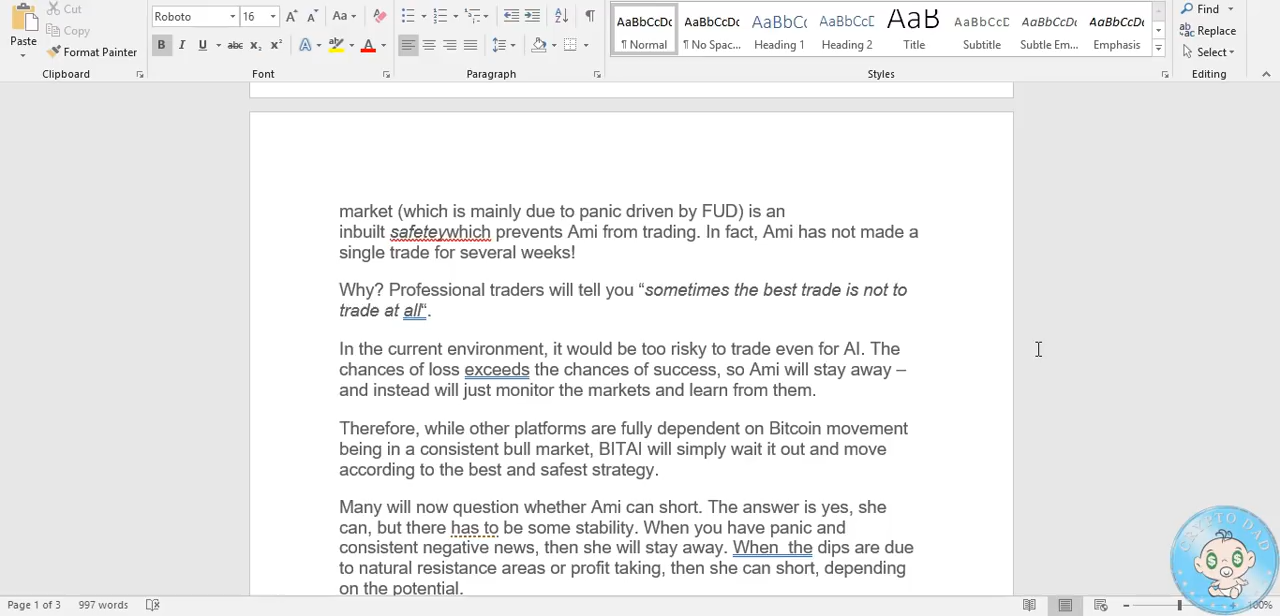 Cut
Copy
Format Painter
Paste
Clipboard
Roboto
16
Aa
Font
Paragraph
AaBbCcDc AaBbCcDc AaBbCc AaBbCcE AaB AaBbCcD AaBbCcDc AaBbCcDc
¶ Normal ¶ No Spac... Heading 1 Heading 2 Title Subtitle Subtle Em... Emphasis
Styles
Find
Replace
Select
Editing
market (which is mainly due to panic driven by FUD) is an
inbuilt safeteywhich prevents Ami from trading. In fact, Ami has not made a
single trade for several weeks!
Why? Professional traders will tell you “sometimes the best trade is not to
trade at all“.
In the current environment, it would be too risky to trade even for AI. The
chances of loss exceeds the chances of success, so Ami will stay away –
and instead will just monitor the markets and learn from them.
Therefore, while other platforms are fully dependent on Bitcoin movement
being in a consistent bull market, BITAI will simply wait it out and move
according to the best and safest strategy.
Many will now question whether Ami can short. The answer is yes, she
can, but there has to be some stability. When you have panic and
consistent negative news, then she will stay away. When  the dips are due
to natural resistance areas or profit taking, then she can short, depending
on the potential.
CRYPTO DAD
Page 1 of 3 997 words
100%